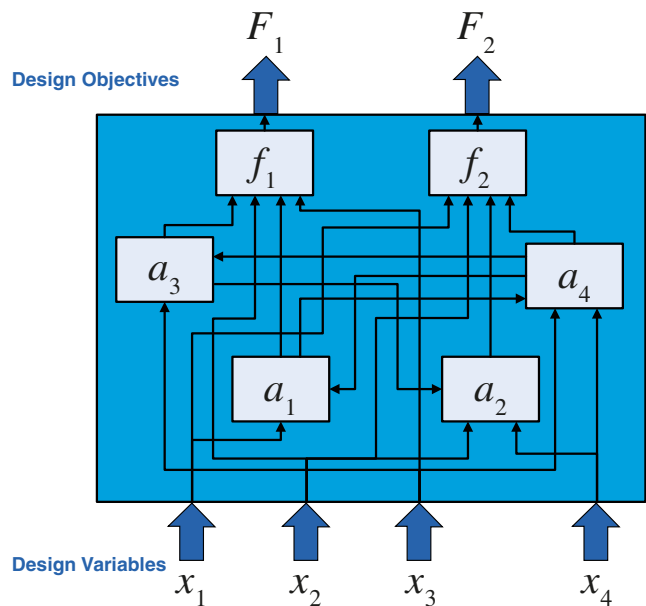 F₁ F₂
Design Objectives
f₁ f₂
a₃ a₄
a₁ a₂
Design Variables
x₁ x₂ x₃ x₄